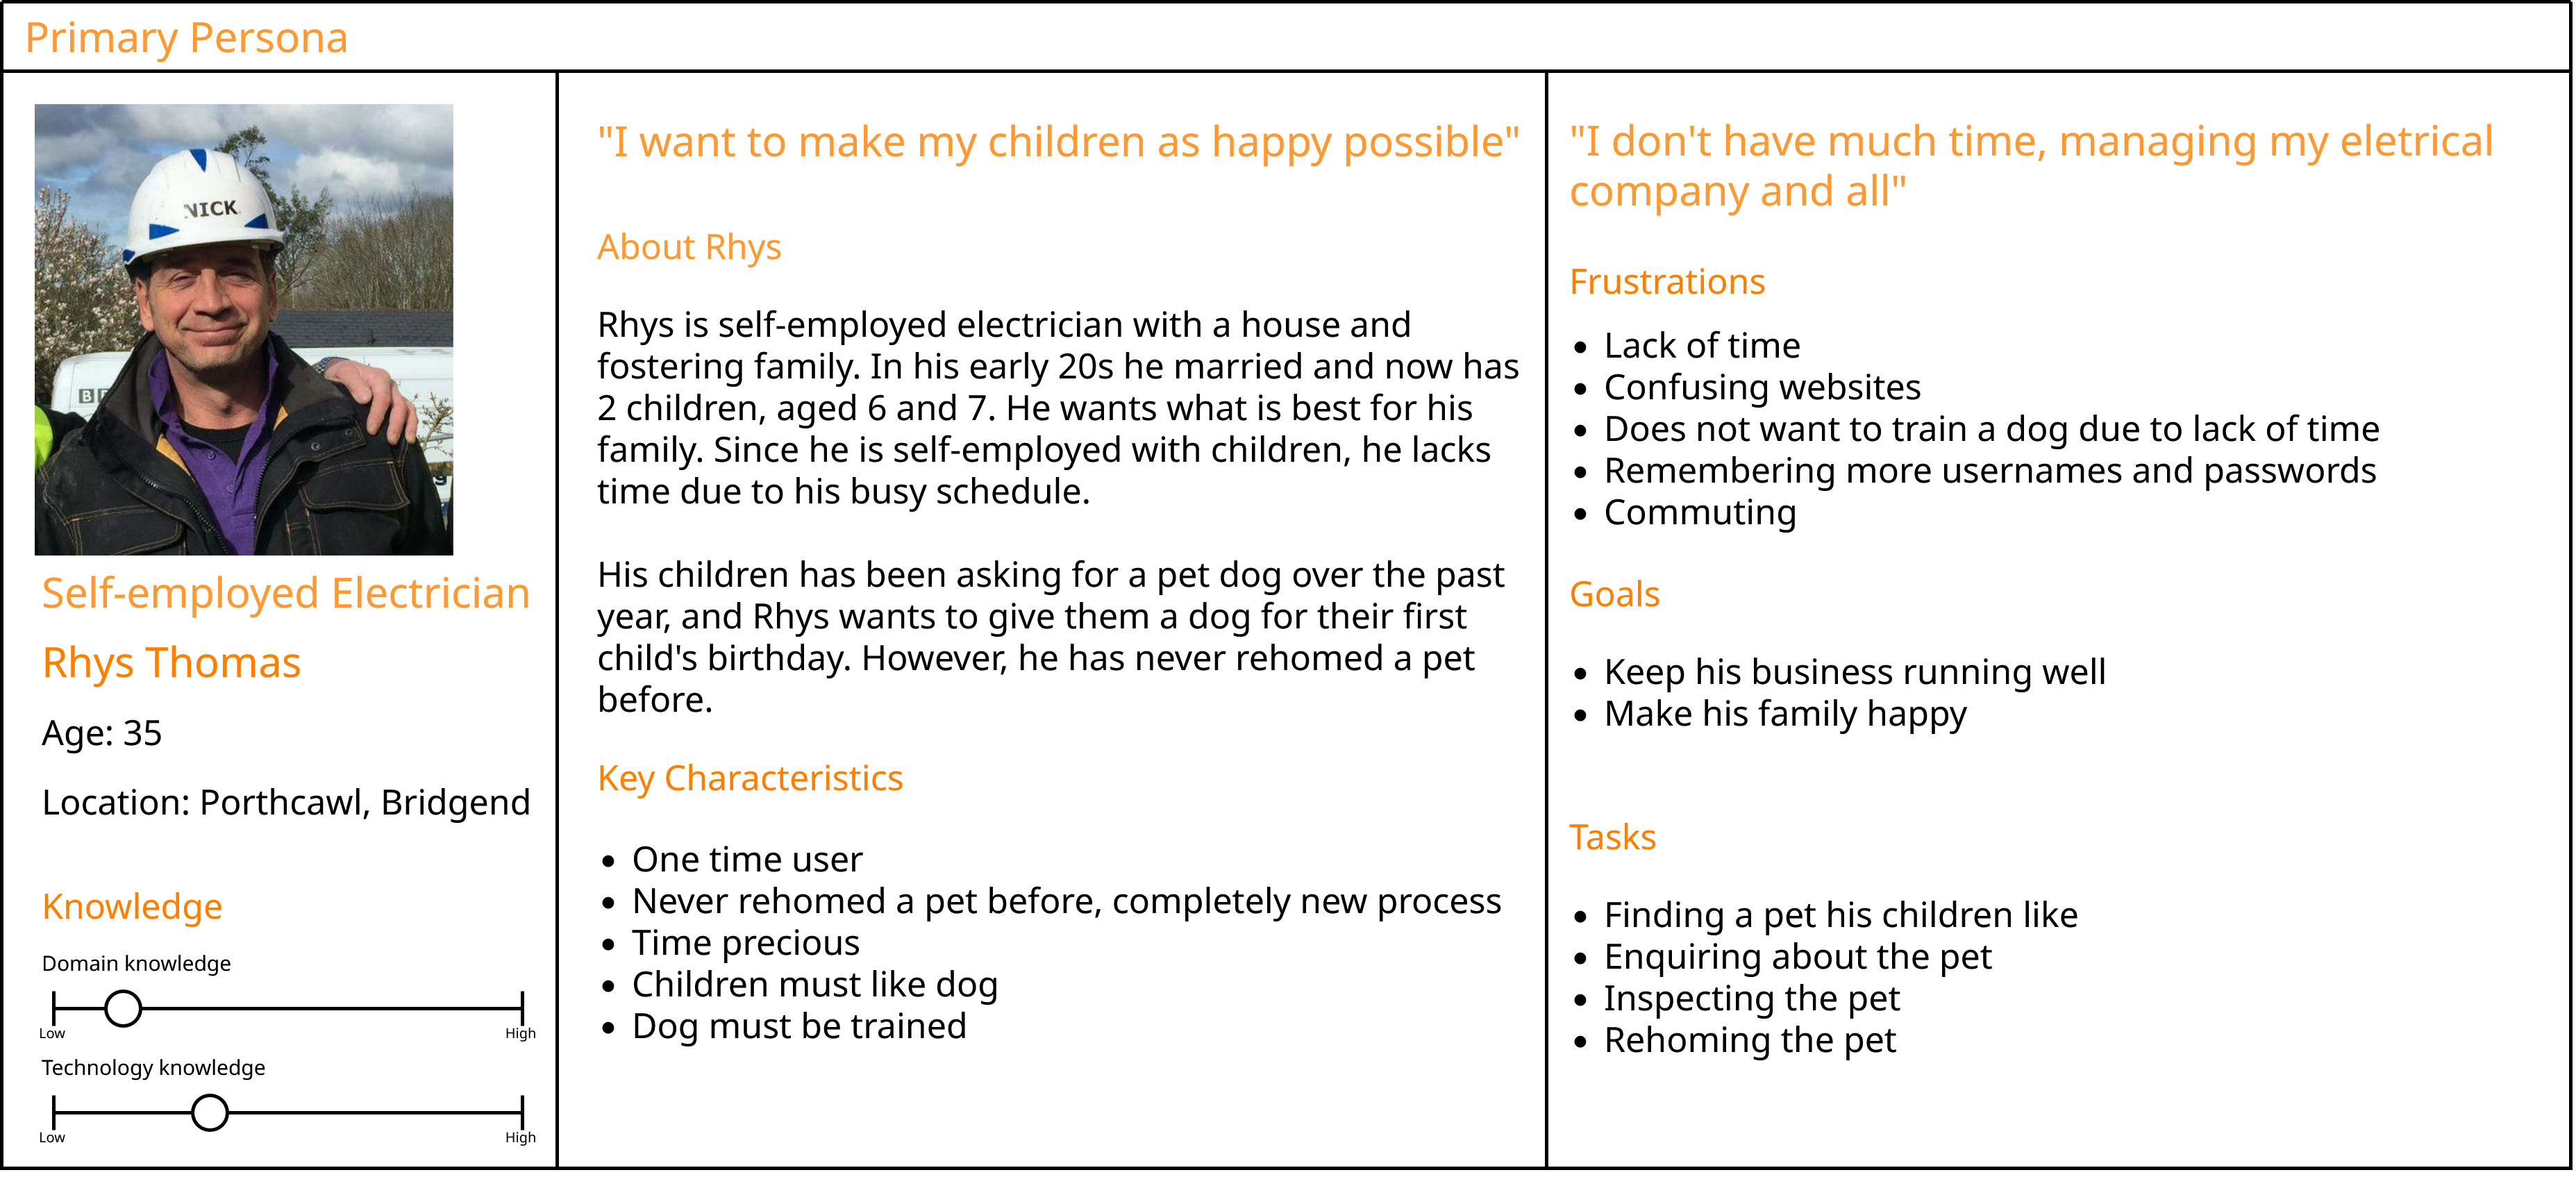 Primary Persona
NICK
B
Self-employed Electrician
Rhys Thomas
Age: 35
Location: Porthcawl, Bridgend
Knowledge
Domain knowledge
Low High
Technology knowledge
Low High
"I want to make my children as happy possible"
About Rhys
Rhys is self-employed electrician with a house and
fostering family. In his early 20s he married and now has
2 children, aged 6 and 7. He wants what is best for his
family. Since he is self-employed with children, he lacks
time due to his busy schedule.
His children has been asking for a pet dog over the past
year, and Rhys wants to give them a dog for their first
child's birthday. However, he has never rehomed a pet
before.
Key Characteristics
• One time user
• Never rehomed a pet before, completely new process
• Time precious
• Children must like dog
• Dog must be trained
"I don't have much time, managing my eletrical
company and all"
Frustrations
• Lack of time
• Confusing websites
• Does not want to train a dog due to lack of time
• Remembering more usernames and passwords
• Commuting
Goals
• Keep his business running well
• Make his family happy
Tasks
• Finding a pet his children like
• Enquiring about the pet
• Inspecting the pet
• Rehoming the pet